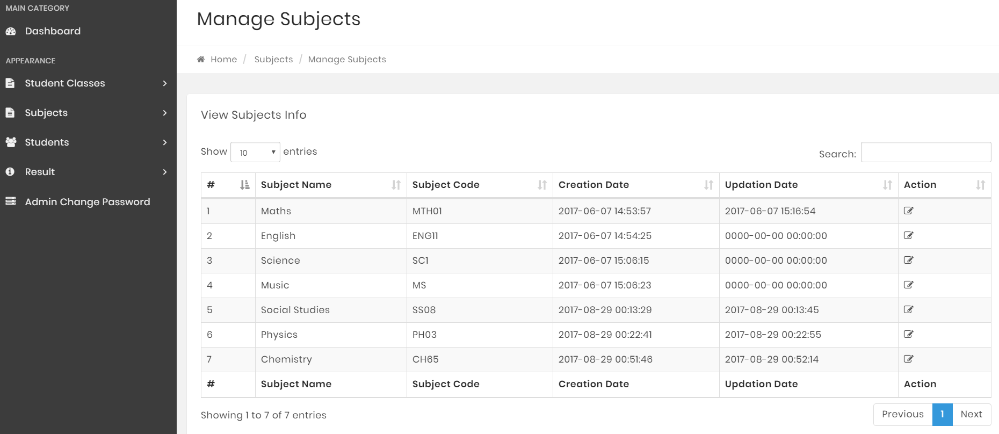 MAIN CATEGORY
Dashboard
APPEARANCE
Student Classes
Subjects
Students
Result
Admin Change Password
Manage Subjects
Home / Subjects / Manage Subjects
View Subjects Info
Show 10 entries
Search:
# Subject Name Subject Code Creation Date Updation Date Action
1 Maths MTH01 2017-06-07 14:53:57 2017-06-07 15:16:54
2 English ENG11 2017-06-07 14:54:25 0000-00-00 00:00:00
3 Science SC1 2017-06-07 15:06:15 0000-00-00 00:00:00
4 Music MS 2017-06-07 15:06:23 0000-00-00 00:00:00
5 Social Studies SS08 2017-08-29 00:13:29 2017-08-29 00:13:45
6 Physics PH03 2017-08-29 00:22:41 2017-08-29 00:22:55
7 Chemistry CH65 2017-08-29 00:51:46 2017-08-29 00:52:14
# Subject Name Subject Code Creation Date Updation Date Action
Showing 1 to 7 of 7 entries
Previous 1 Next